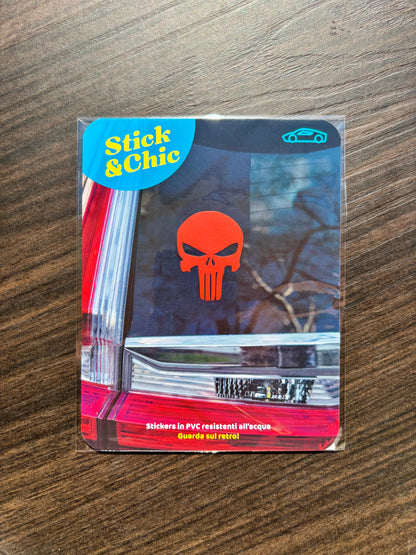 Stick
&Chic
Stickers in PVC resistenti all'acqua
Guarda sul retro!